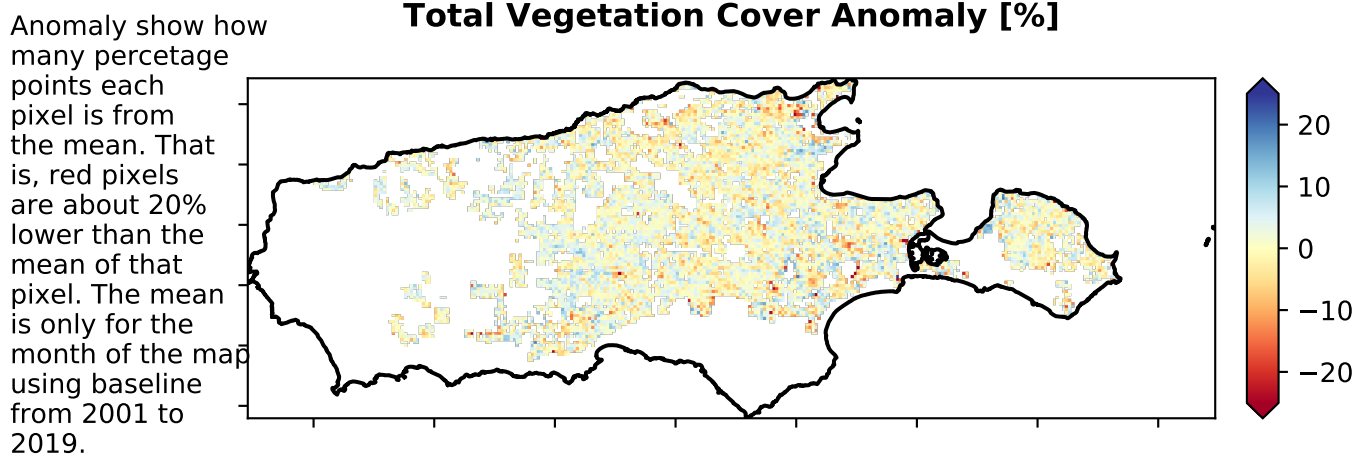 Total Vegetation Cover Anomaly [%]
Anomaly show how
many percetage
points each
pixel is from
the mean. That
is, red pixels
are about 20%
lower than the
mean of that
pixel. The mean
is only for the
month of the map
using baseline
from 2001 to
2019.
20
10
0
−10
−20